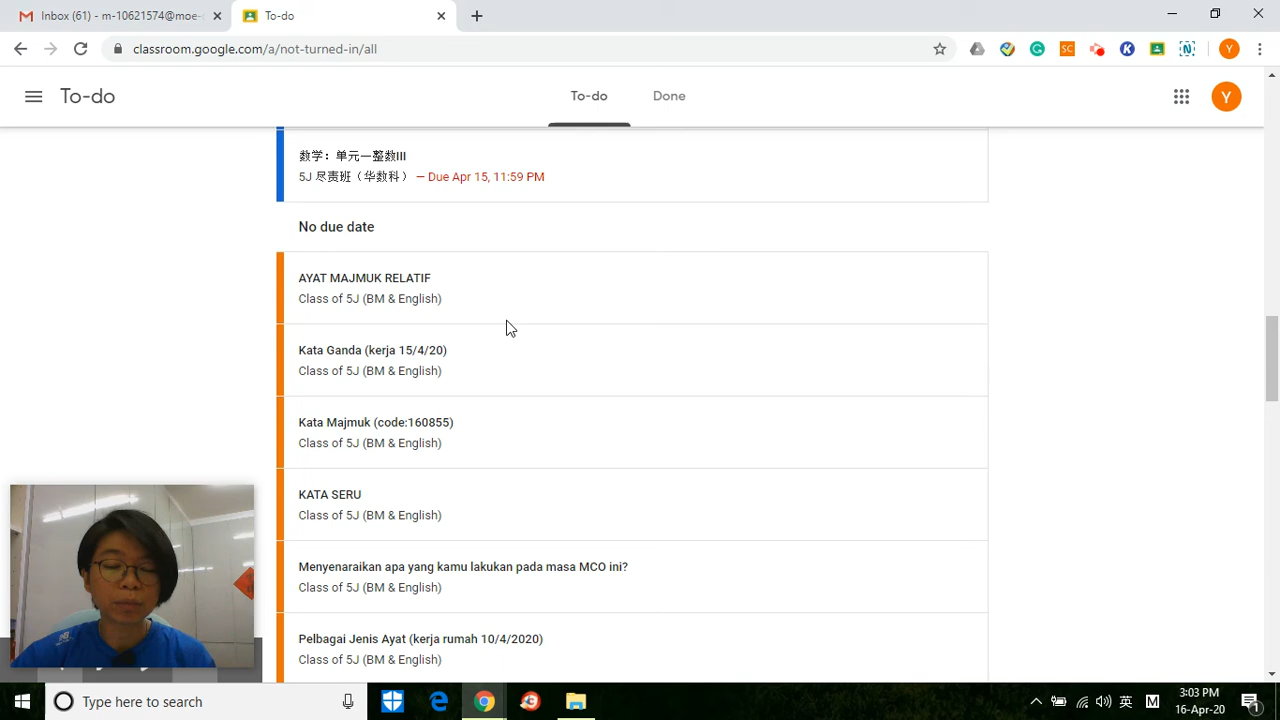 Inbox (61) - m-10621574@moe-
To-do
classroom.google.com/a/not-turned-in/all
SC
K
N
Y
To-do
To-do
Done
Y
数学：单元一整数III
5J 尽责班（华数科） — Due Apr 15, 11:59 PM
No due date
AYAT MAJMUK RELATIF
Class of 5J (BM & English)
Kata Ganda (kerja 15/4/20)
Class of 5J (BM & English)
Kata Majmuk (code:160855)
Class of 5J (BM & English)
KATA SERU
Class of 5J (BM & English)
Menyenaraikan apa yang kamu lakukan pada masa MCO ini?
Class of 5J (BM & English)
Pelbagai Jenis Ayat (kerja rumah 10/4/2020)
Class of 5J (BM & English)
Type here to search
英
M
3:03 PM
16-Apr-20
1